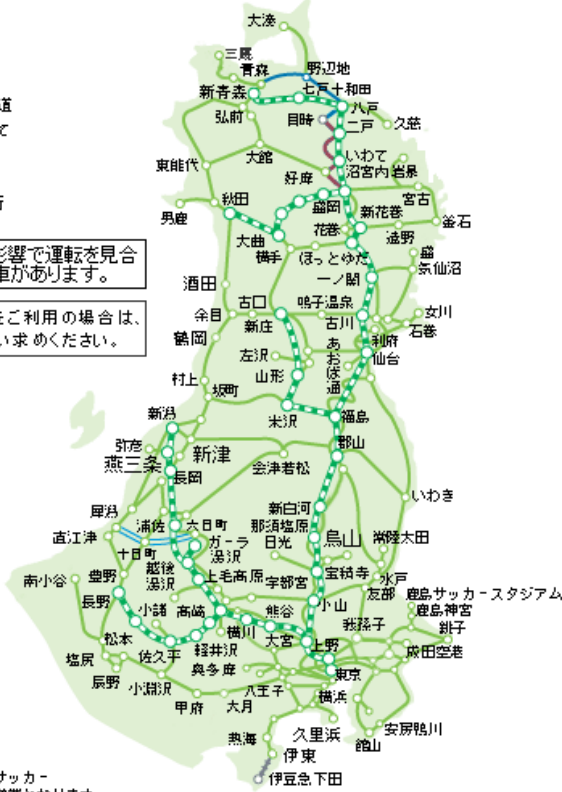 大湊
三厩
青森
野辺地
新青森
七戸十和田
八戸
道
弘前
目時
二戸
久慈
て
大館
いわて
沼宮内
岩泉
東能代
好摩
秋田
盛岡
宮古
男鹿
新花巻
釜石
花巻
遠野
大曲
横手
ほっとゆだ
盛
気仙沼
影響で運転を見合
車があります。
一ノ関
酒田
古口
鳴子温泉
女川
余目
新庄
古川
石巻
をご利用の場合は、
い求めください。
鶴岡
利府
仙台
あおば通
左沢
山形
村上
坂町
新潟
米沢
福島
弥彦
新津
郡山
燕三条
会津若松
長岡
いわき
新白河
犀潟
浦佐
六日町
那須塩原
烏山
常陸太田
直江津
ガーラ
湯沢
日光
十日町
越後
湯沢
上毛高原
宇都宮
宝積寺
水戸
南小谷
豊野
友部
鹿島サッカースタジアム
長野
小諸
高崎
熊谷
小山
鹿島神宮
横川
我孫子
銚子
松本
軽井沢
大宮
上野
成田空港
塩尻
佐久平
奥多摩
東京
辰野
小淵沢
八王子
横浜
甲府
大月
安房鴨川
熱海
久里浜
館山
伊東
伊豆急下田
サッカー